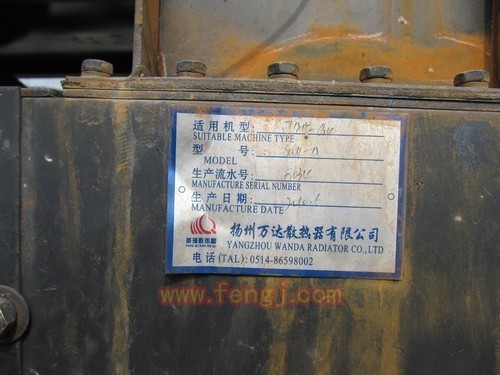 适用机型:
SUITABLE MACHINE TYPE
型 号:
MODEL
生产流水号:
MANUFACTURE SERIAL NUMBER
生产日期:
MANUFACTURE DATE
扬州万达散热器有限公司
YANGZHOU WANDA RADIATOR CO.,LTD
电话(TAL): 0514-86598002
www.fengj.com